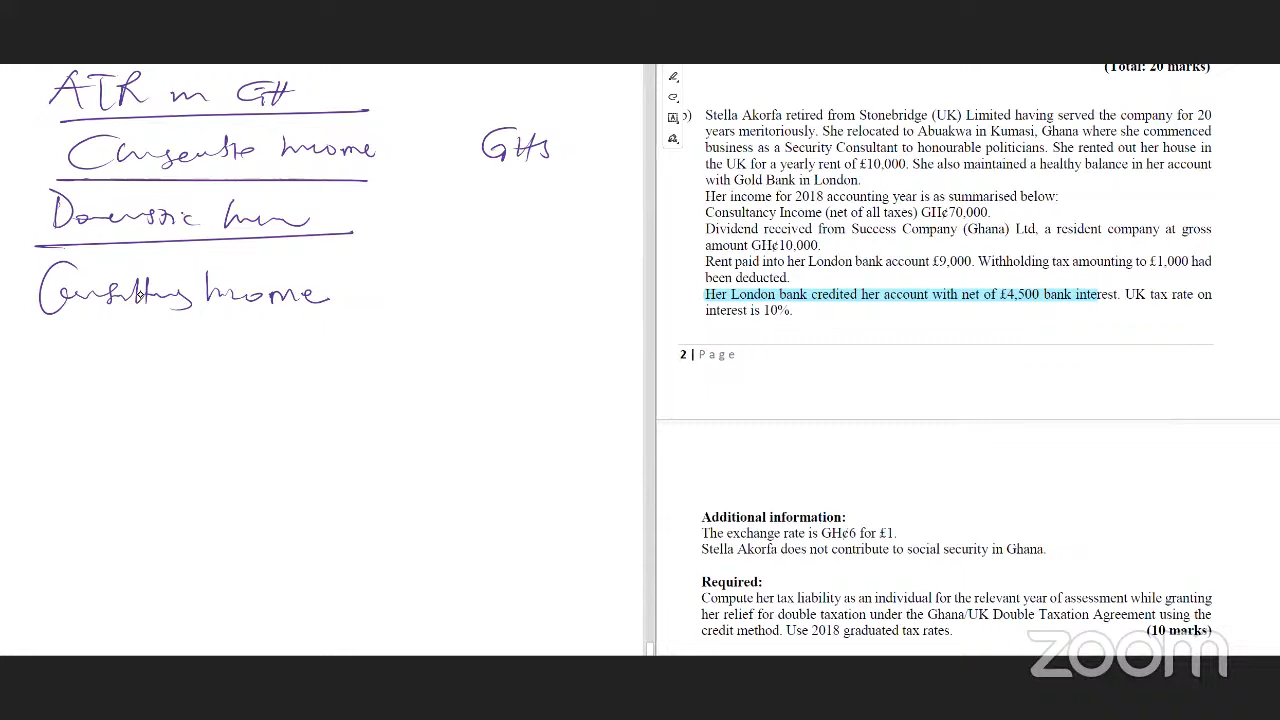 ATR in GH
Income
GHs
Domestic
Consulting Income
(Total: 20 marks)
b) Stella Akorfa retired from Stonebridge (UK) Limited having served the company for 20
years meritoriously. She relocated to Abuakwa in Kumasi, Ghana where she commenced
business as a Security Consultant to honourable politicians. She rented out her house in
the UK for a yearly rent of £10,000. She also maintained a healthy balance in her account
with Gold Bank in London.
Her income for 2018 accounting year is as summarised below:
Consultancy Income (net of all taxes) GH¢70,000.
Dividend received from Success Company (Ghana) Ltd, a resident company at gross
amount GH¢10,000.
Rent paid into her London bank account £9,000. Withholding tax amounting to £1,000 had
been deducted.
Her London bank credited her account with net of £4,500 bank interest. UK tax rate on
interest is 10%.
2 | Page
Additional information:
The exchange rate is GH¢6 for £1.
Stella Akorfa does not contribute to social security in Ghana.
Required:
Compute her tax liability as an individual for the relevant year of assessment while granting
her relief for double taxation under the Ghana/UK Double Taxation Agreement using the
credit method. Use 2018 graduated tax rates. (10 marks)
zoom